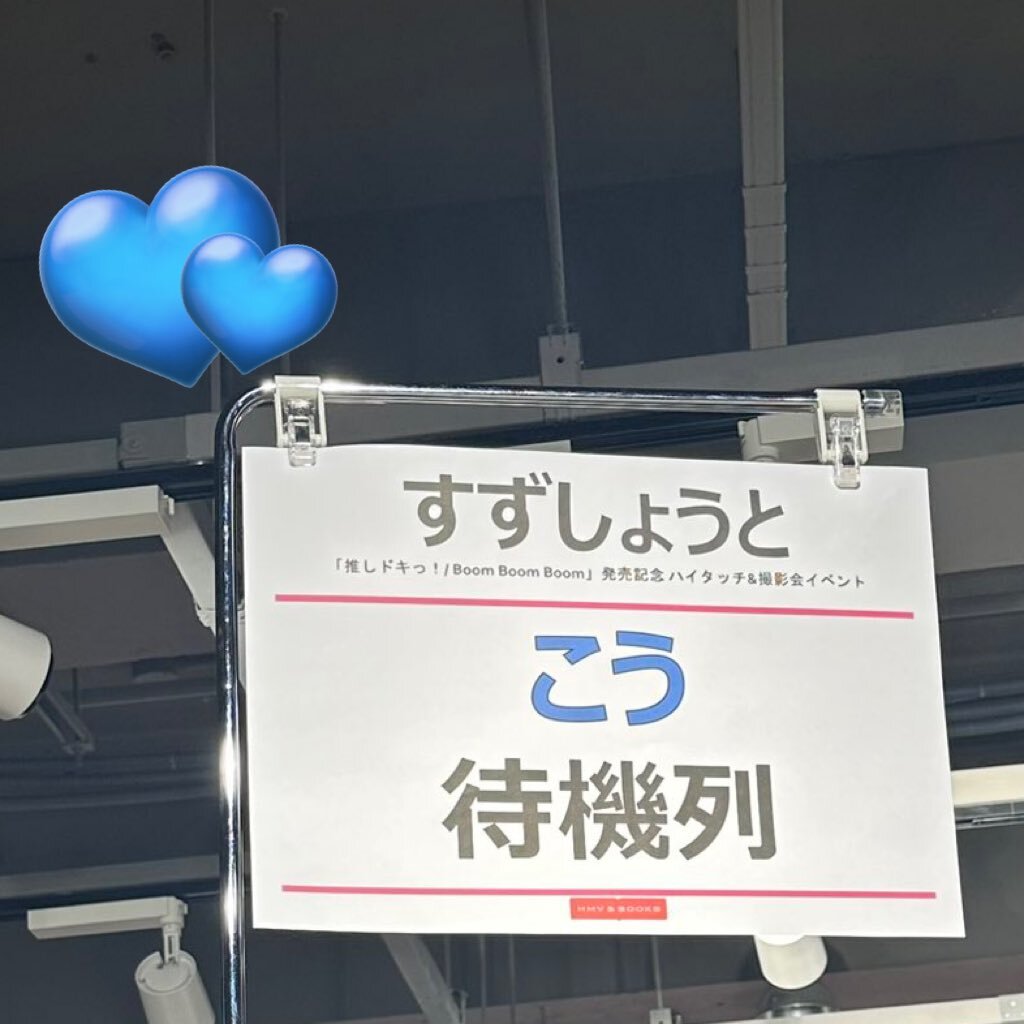 すずしょうと
「推しドキっ！/ Boom Boom Boom」発売記念 ハイタッチ&撮影会イベント
こう
待機列
HMV & BOOKS